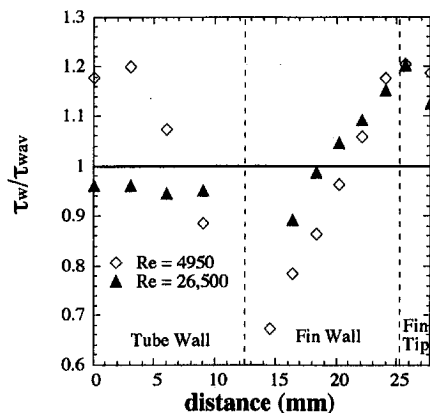 1.3
1.2
1.1
1
0.9
0.8
0.7
0.6
τw/τwav
Re = 4950
Re = 26,500
Tube Wall
Fin Wall
Fin
Tip
0
5
10
15
20
25
distance (mm)